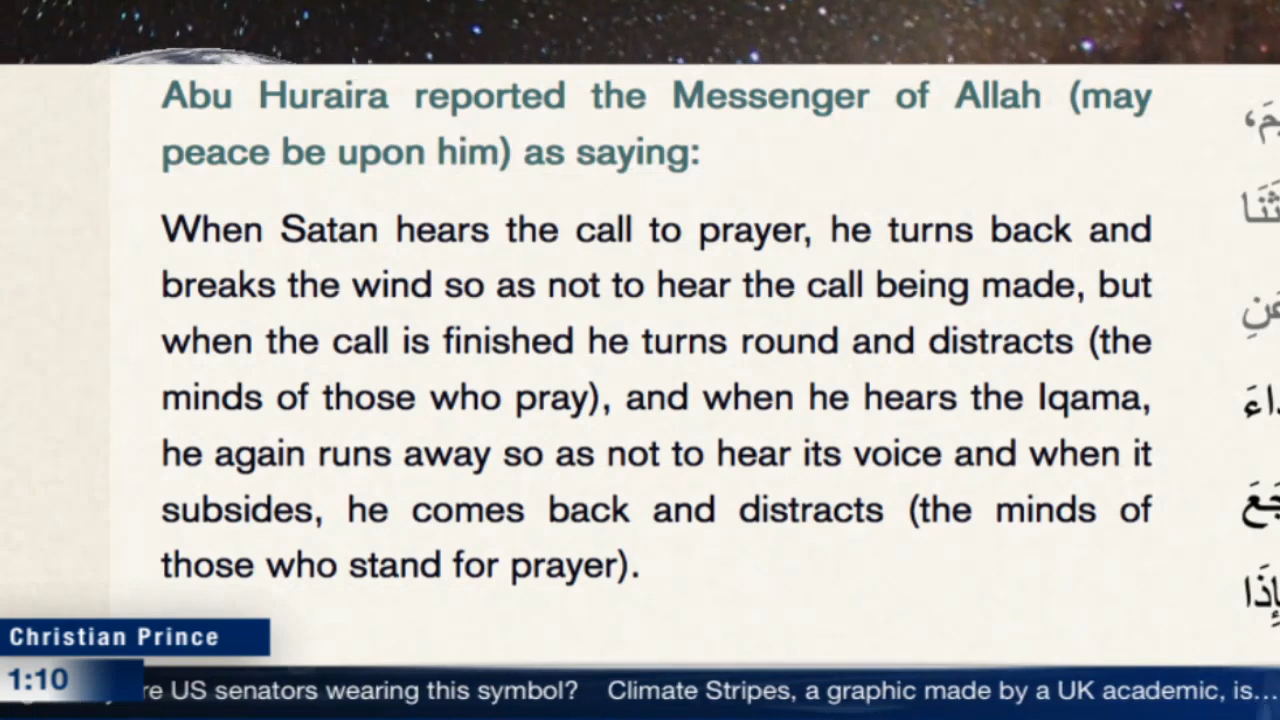 Abu Huraira reported the Messenger of Allah (may
peace be upon him) as saying:
When Satan hears the call to prayer, he turns back and
breaks the wind so as not to hear the call being made, but
when the call is finished he turns round and distracts (the
minds of those who pray), and when he hears the Iqama,
he again runs away so as not to hear its voice and when it
subsides, he comes back and distracts (the minds of
those who stand for prayer).
Christian Prince
1:10
re US senators wearing this symbol? Climate Stripes, a graphic made by a UK academic, is...